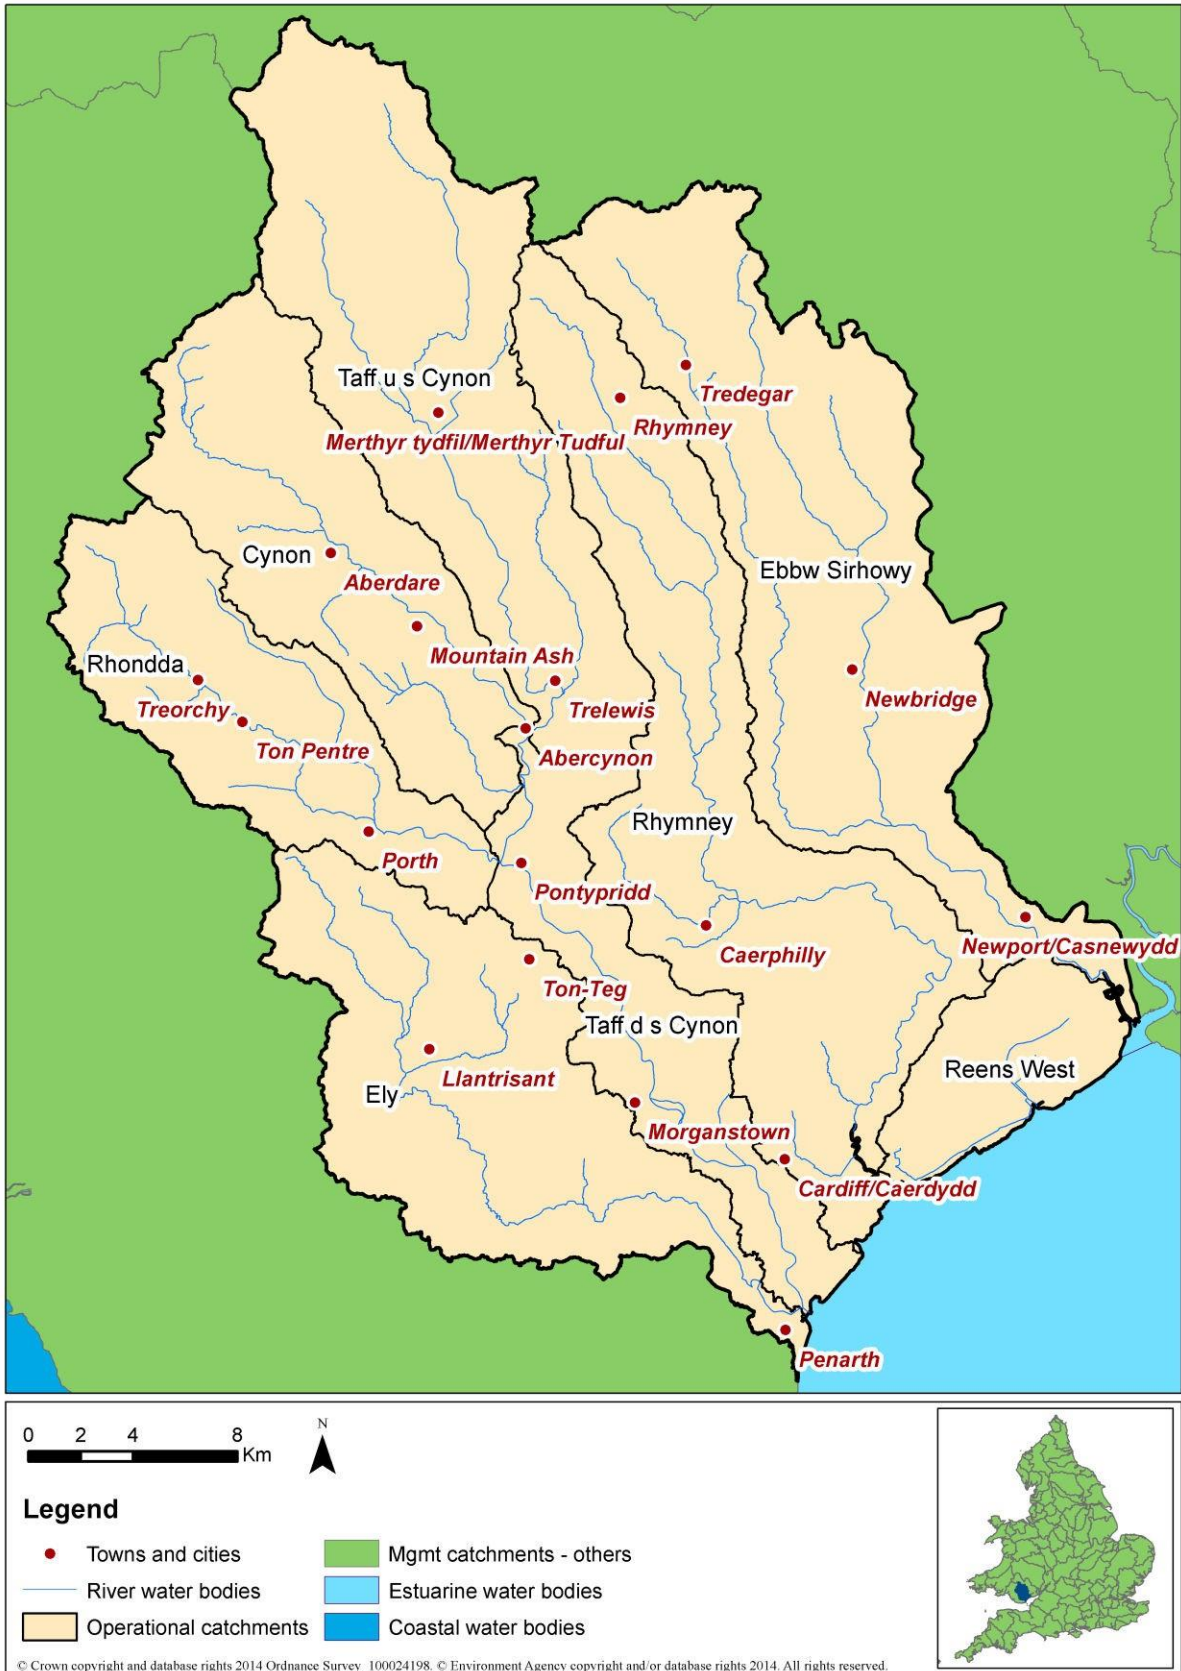 Taff u s Cynon
Tredegar
Rhymney
Merthyr tydfil/Merthyr Tudful
Cynon
Aberdare
Ebbw Sirhowy
Mountain Ash
Rhondda
Trelewis
Newbridge
Treorchy
Ton Pentre
Abercynon
Rhymney
Porth
Pontypridd
Caerphilly
Newport/Casnewydd
Ton-Teg
Taff d s Cynon
Llantrisant
Reens West
Ely
Morganstown
Cardiff/Caerdydd
Penarth
0 2 4 8
Km
N
Legend
Towns and cities
River water bodies
Operational catchments
Mgmt catchments - others
Estuarine water bodies
Coastal water bodies
© Crown copyright and database rights 2014 Ordnance Survey 100024198. © Environment Agency copyright and/or database rights 2014. All rights reserved.